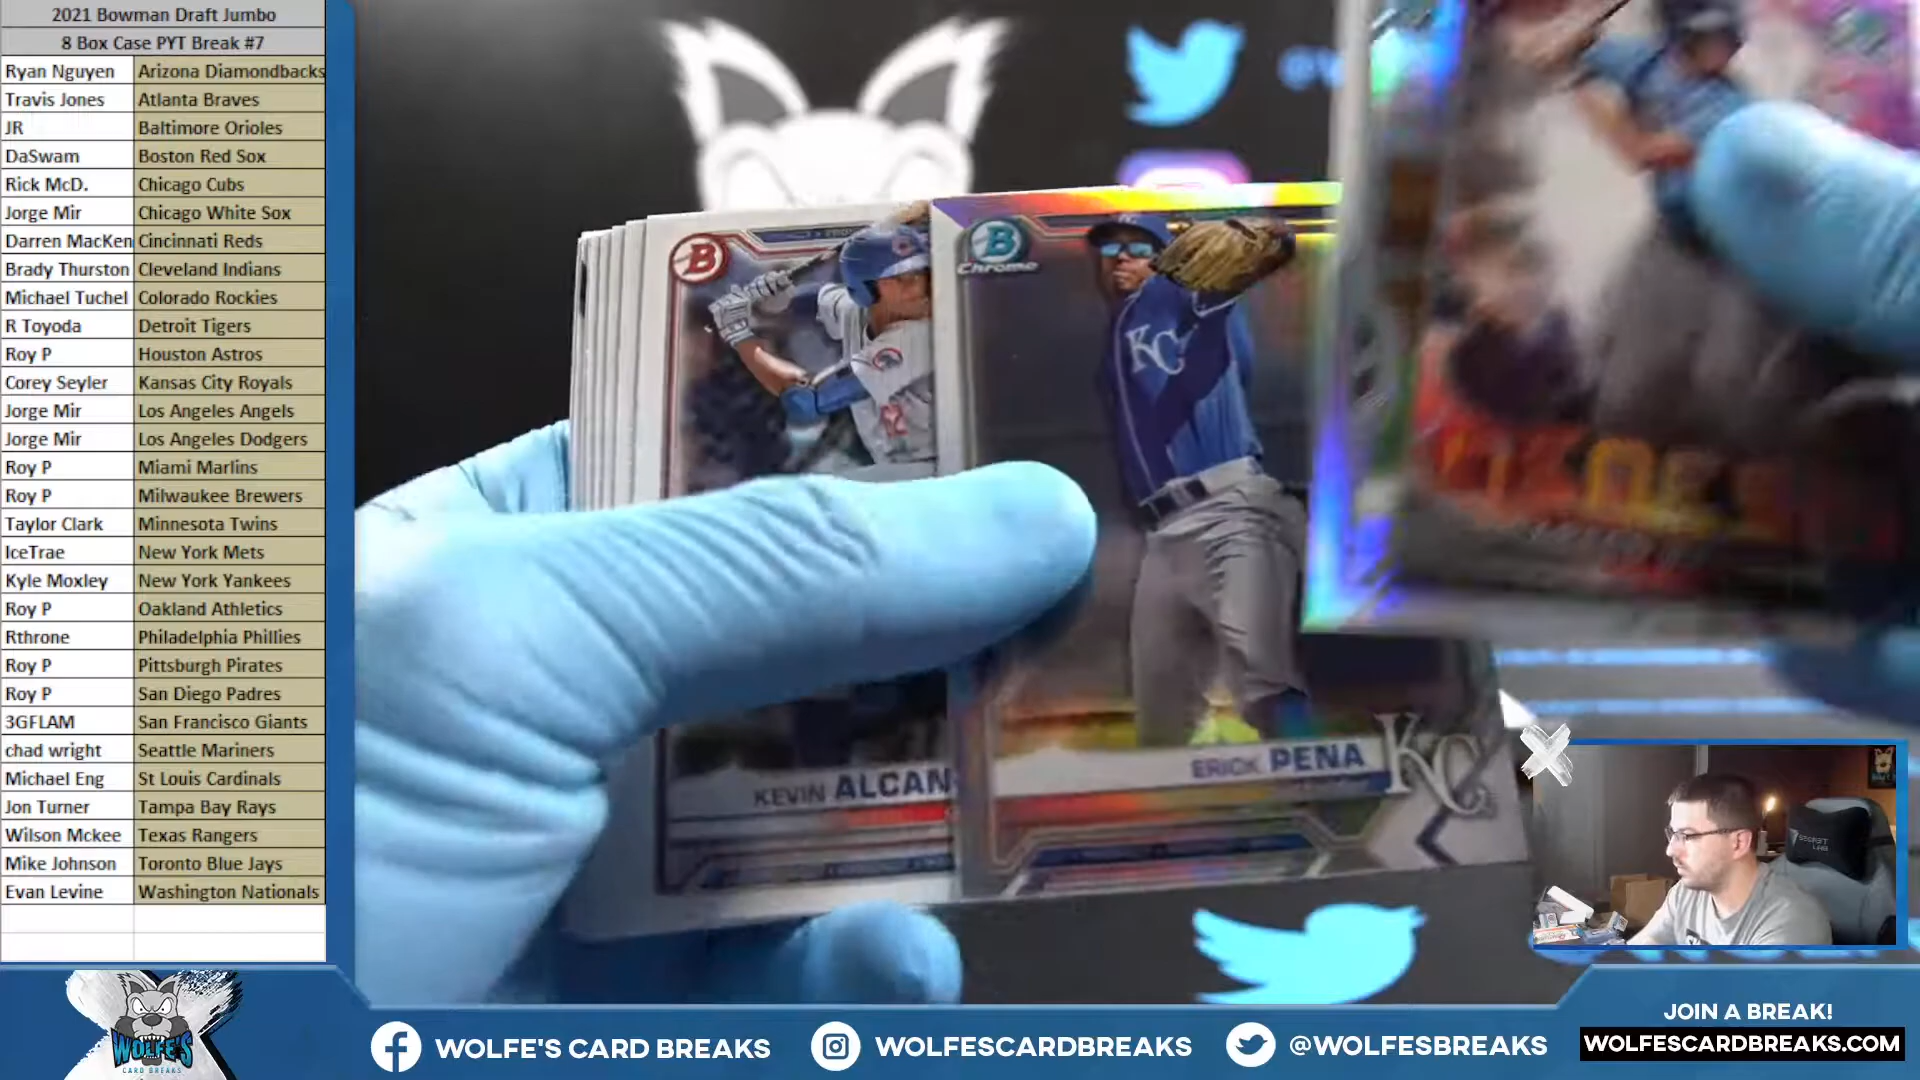 2021 Bowman Draft Jumbo
8 Box Case PYT Break #7
Ryan Nguyen Arizona Diamondbacks
Travis Jones Atlanta Braves
JR Baltimore Orioles
DaSwam Boston Red Sox
Rick McD. Chicago Cubs
Jorge Mir Chicago White Sox
Darren MacKen Cincinnati Reds
Brady Thurston Cleveland Indians
Michael Tuchel Colorado Rockies
R Toyoda Detroit Tigers
Roy P Houston Astros
Corey Seyler Kansas City Royals
Jorge Mir Los Angeles Angels
Jorge Mir Los Angeles Dodgers
Roy P Miami Marlins
Roy P Milwaukee Brewers
Taylor Clark Minnesota Twins
IceTrae New York Mets
Kyle Moxley New York Yankees
Roy P Oakland Athletics
Rthrone Philadelphia Phillies
Roy P Pittsburgh Pirates
Roy P San Diego Padres
3GFLAM San Francisco Giants
chad wright Seattle Mariners
Michael Eng St Louis Cardinals
Jon Turner Tampa Bay Rays
Wilson Mckee Texas Rangers
Mike Johnson Toronto Blue Jays
Evan Levine Washington Nationals
B
B
Chrome
KC
ERICK PENA
KC
KEVIN ALCAN
SECRET LAB
WOLFE'S
CARD BREAKS
WOLFE'S CARD BREAKS
WOLFESCARDBREAKS
@WOLFESBREAKS
JOIN A BREAK!
WOLFESCARDBREAKS.COM